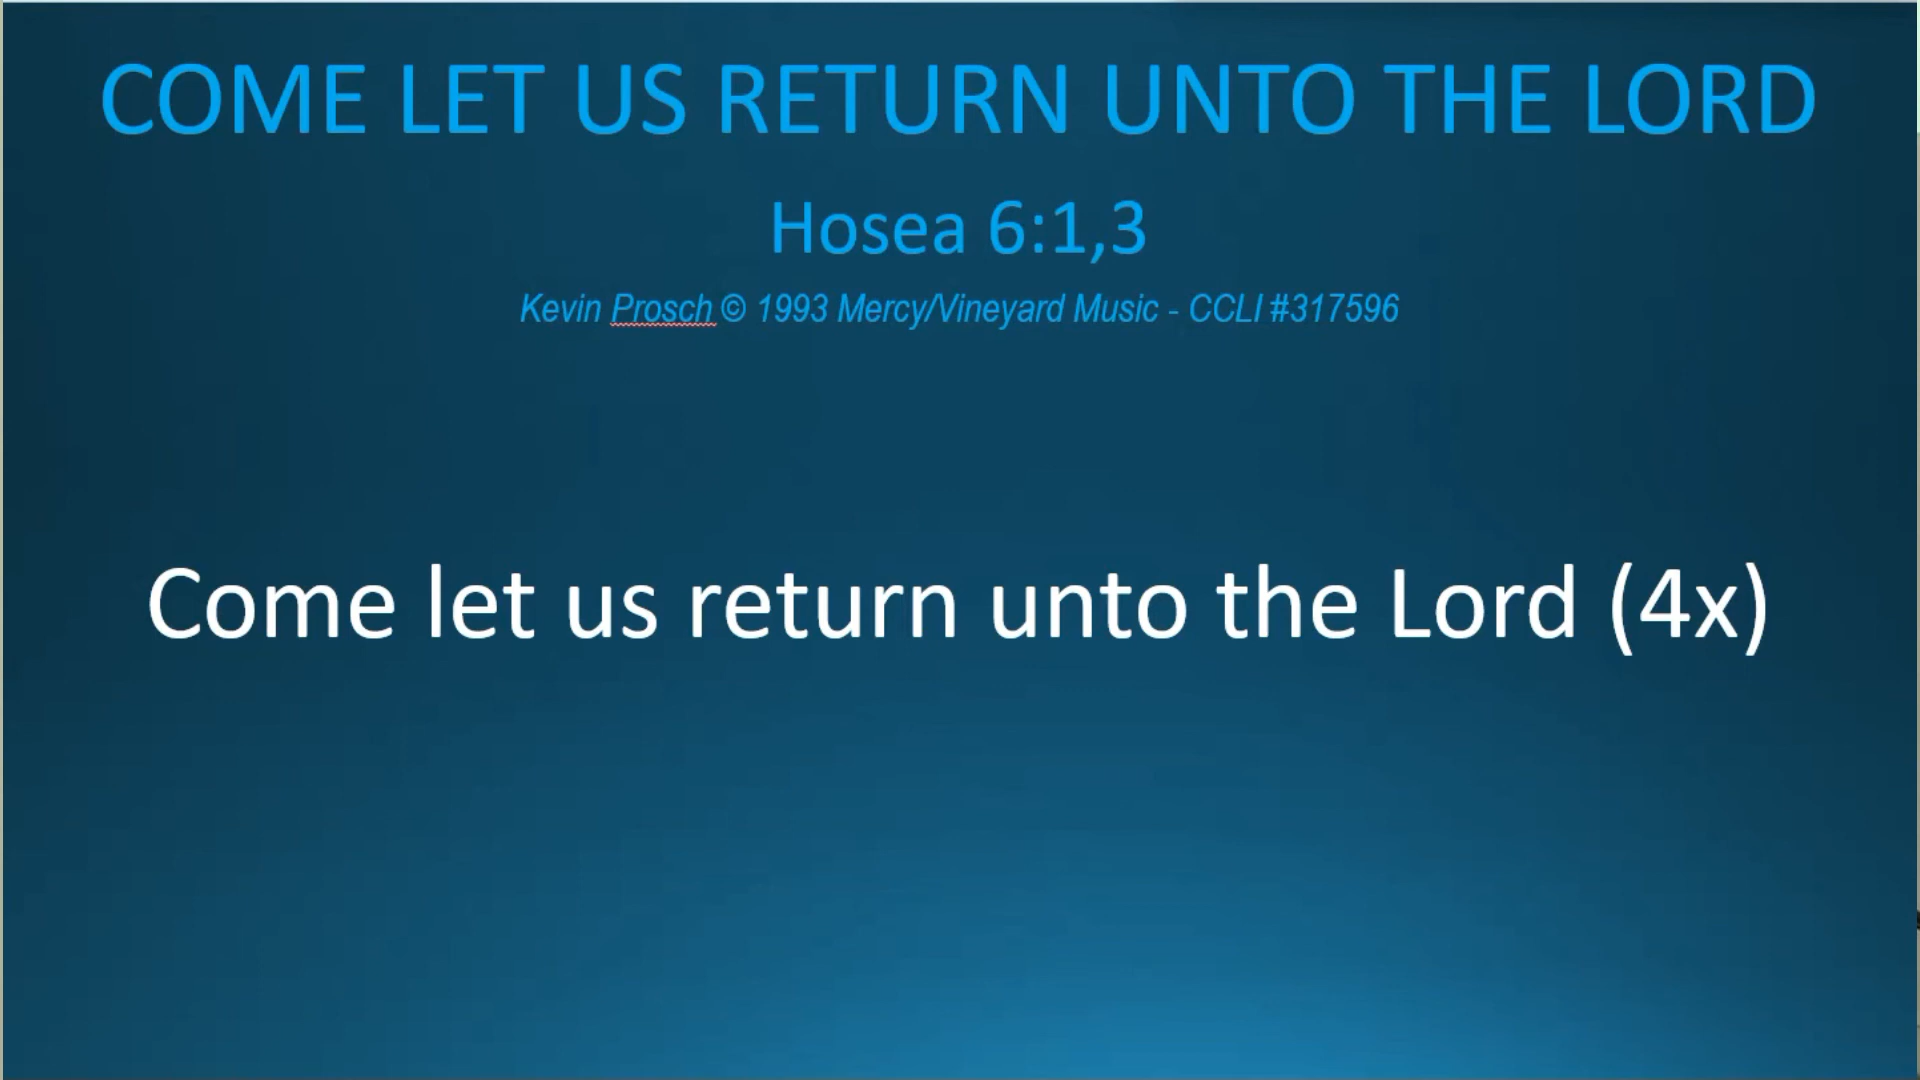 COME LET US RETURN UNTO THE LORD
Hosea 6:1,3
Kevin Prosch © 1993 Mercy/Vineyard Music - CCLI #317596
Come let us return unto the Lord (4x)